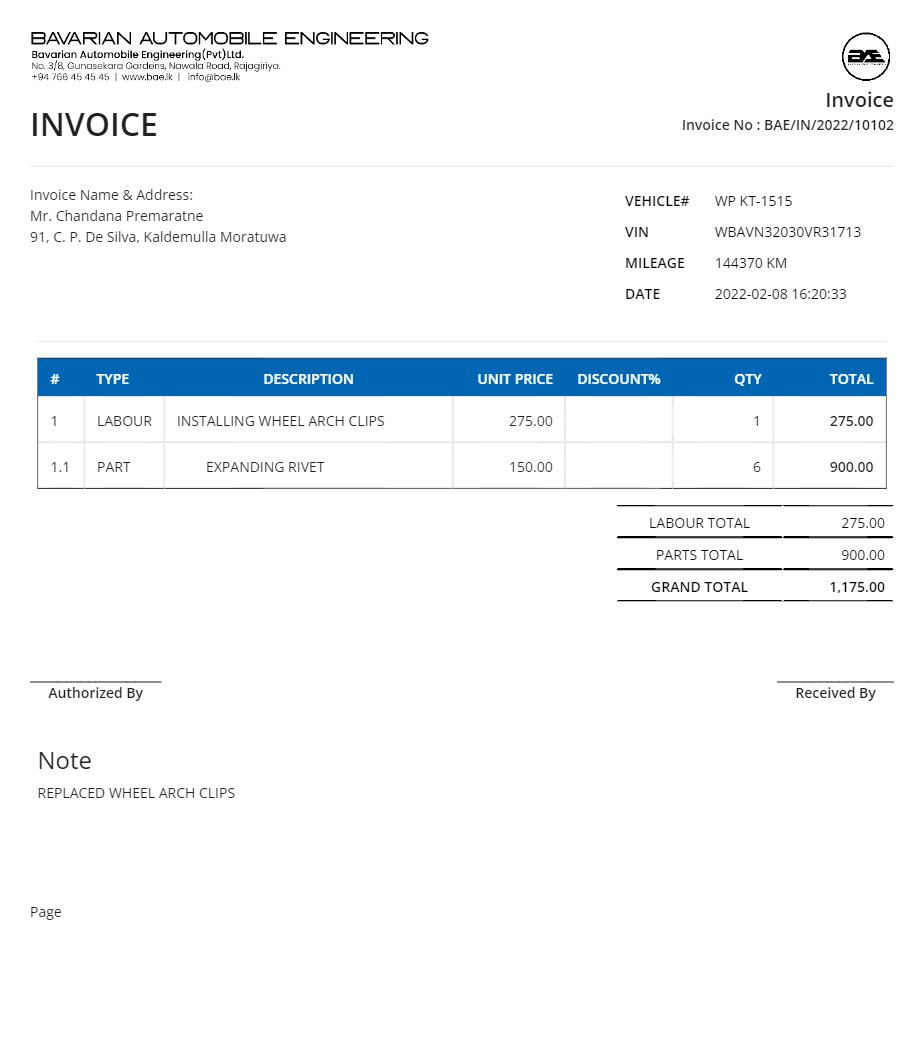 BAVARIAN AUTOMOBILE ENGINEERING
Bavarian Automobile Engineering(Pvt)Ltd.
No. 3/8, Gunasekara Gardens, Nawala Road, Rajagiriya.
+94 766 45 45 45 | www.bae.lk | info@bae.lk
BAE
Invoice
INVOICE
Invoice No : BAE/IN/2022/10102
Invoice Name & Address:
Mr. Chandana Premaratne
91, C. P. De Silva, Kaldemulla Moratuwa
VEHICLE# WP KT-1515
VIN WBAVN32030VR31713
MILEAGE 144370 KM
DATE 2022-02-08 16:20:33
# TYPE DESCRIPTION UNIT PRICE DISCOUNT% QTY TOTAL
1 LABOUR INSTALLING WHEEL ARCH CLIPS 275.00 1 275.00
1.1 PART EXPANDING RIVET 150.00 6 900.00
LABOUR TOTAL 275.00
PARTS TOTAL 900.00
GRAND TOTAL 1,175.00
Authorized By Received By
Note
REPLACED WHEEL ARCH CLIPS
Page